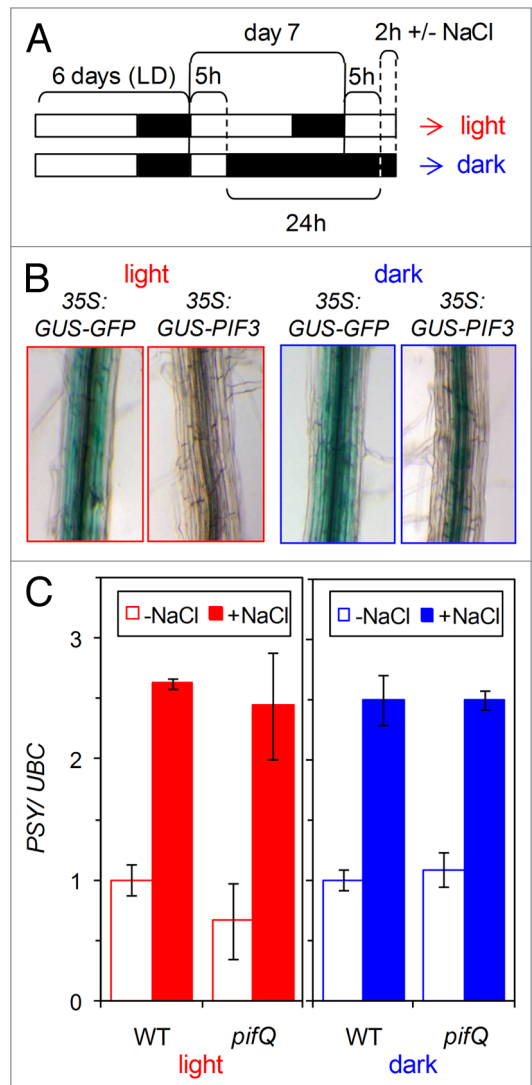 A
2h +/- NaCl
day 7
6 days (LD)
5h
5h
light
dark
24h
B
light
dark
35S:
GUS-GFP
35S:
GUS-PIF3
35S:
GUS-GFP
35S:
GUS-PIF3
C
-NaCl +NaCl
-NaCl +NaCl
3
2
1
0
PSY/ UBC
WT pifQ
WT pifQ
light
dark